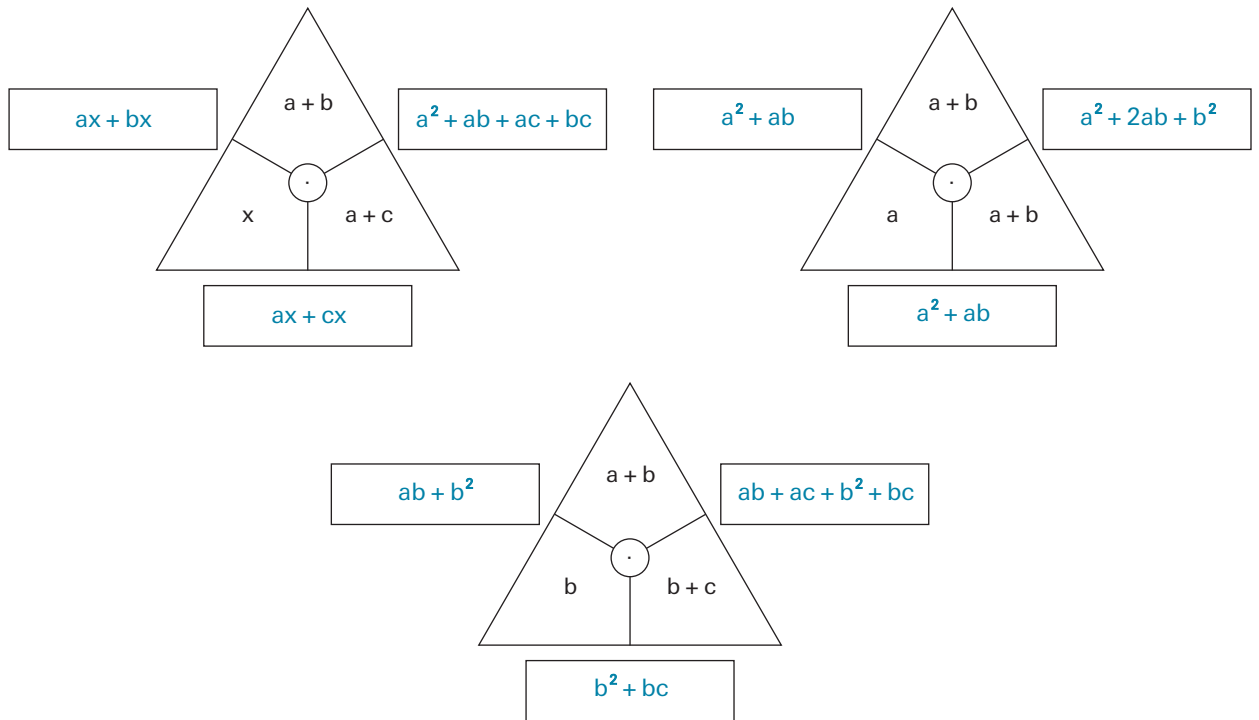 a + b
a + b
ax + bx
a² + ab + ac + bc
a² + ab
a² + 2ab + b²
·
·
x
a + c
a
a + b
ax + cx
a² + ab
a + b
ab + b²
ab + ac + b² + bc
·
b
b + c
b² + bc